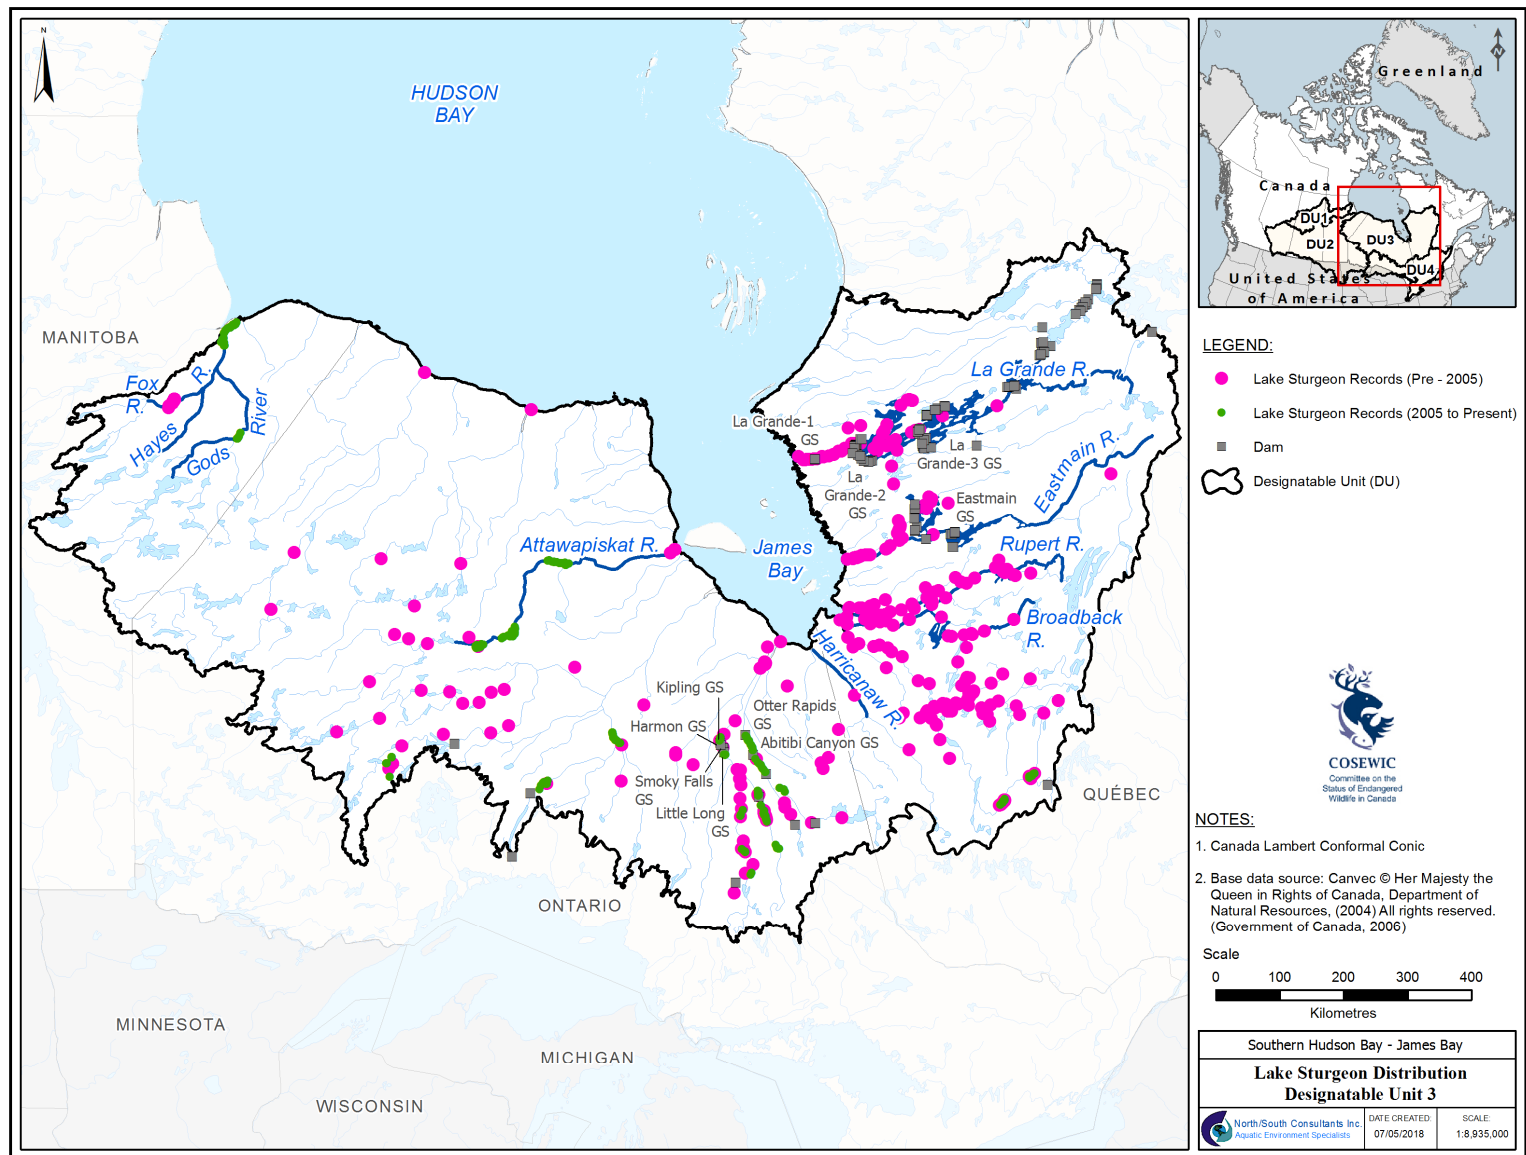 N
HUDSON
BAY
MANITOBA
Fox
R.
R.
Hayes
River
Gods
Attawapiskat R.
James
Bay
La Grande R.
La Grande-1
GS
La
Grande-3 GS
La
Grande-2
GS
Eastmain
GS
Eastmain R.
Rupert R.
Broadback
R.
Harricanaw R.
Kipling GS
Harmon GS
Otter Rapids
GS
Abitibi Canyon GS
Smoky Falls
GS
Little Long
GS
QUÉBEC
ONTARIO
MINNESOTA
MICHIGAN
WISCONSIN
N
Greenland
Canada
DU1
DU2
DU3
DU4
United States
of America
LEGEND:
Lake Sturgeon Records (Pre - 2005)
Lake Sturgeon Records (2005 to Present)
Dam
Designatable Unit (DU)
COSEWIC
Committee on the
Status of Endangered
Wildlife in Canada
NOTES:
1. Canada Lambert Conformal Conic
2. Base data source: Canvec © Her Majesty the
Queen in Rights of Canada, Department of
Natural Resources, (2004) All rights reserved.
(Government of Canada, 2006)
Scale
0 100 200 300 400
Kilometres
Southern Hudson Bay - James Bay
Lake Sturgeon Distribution
Designatable Unit 3
North/South Consultants Inc.
Aquatic Environment Specialists
DATE CREATED:
07/05/2018
SCALE:
1:8,935,000